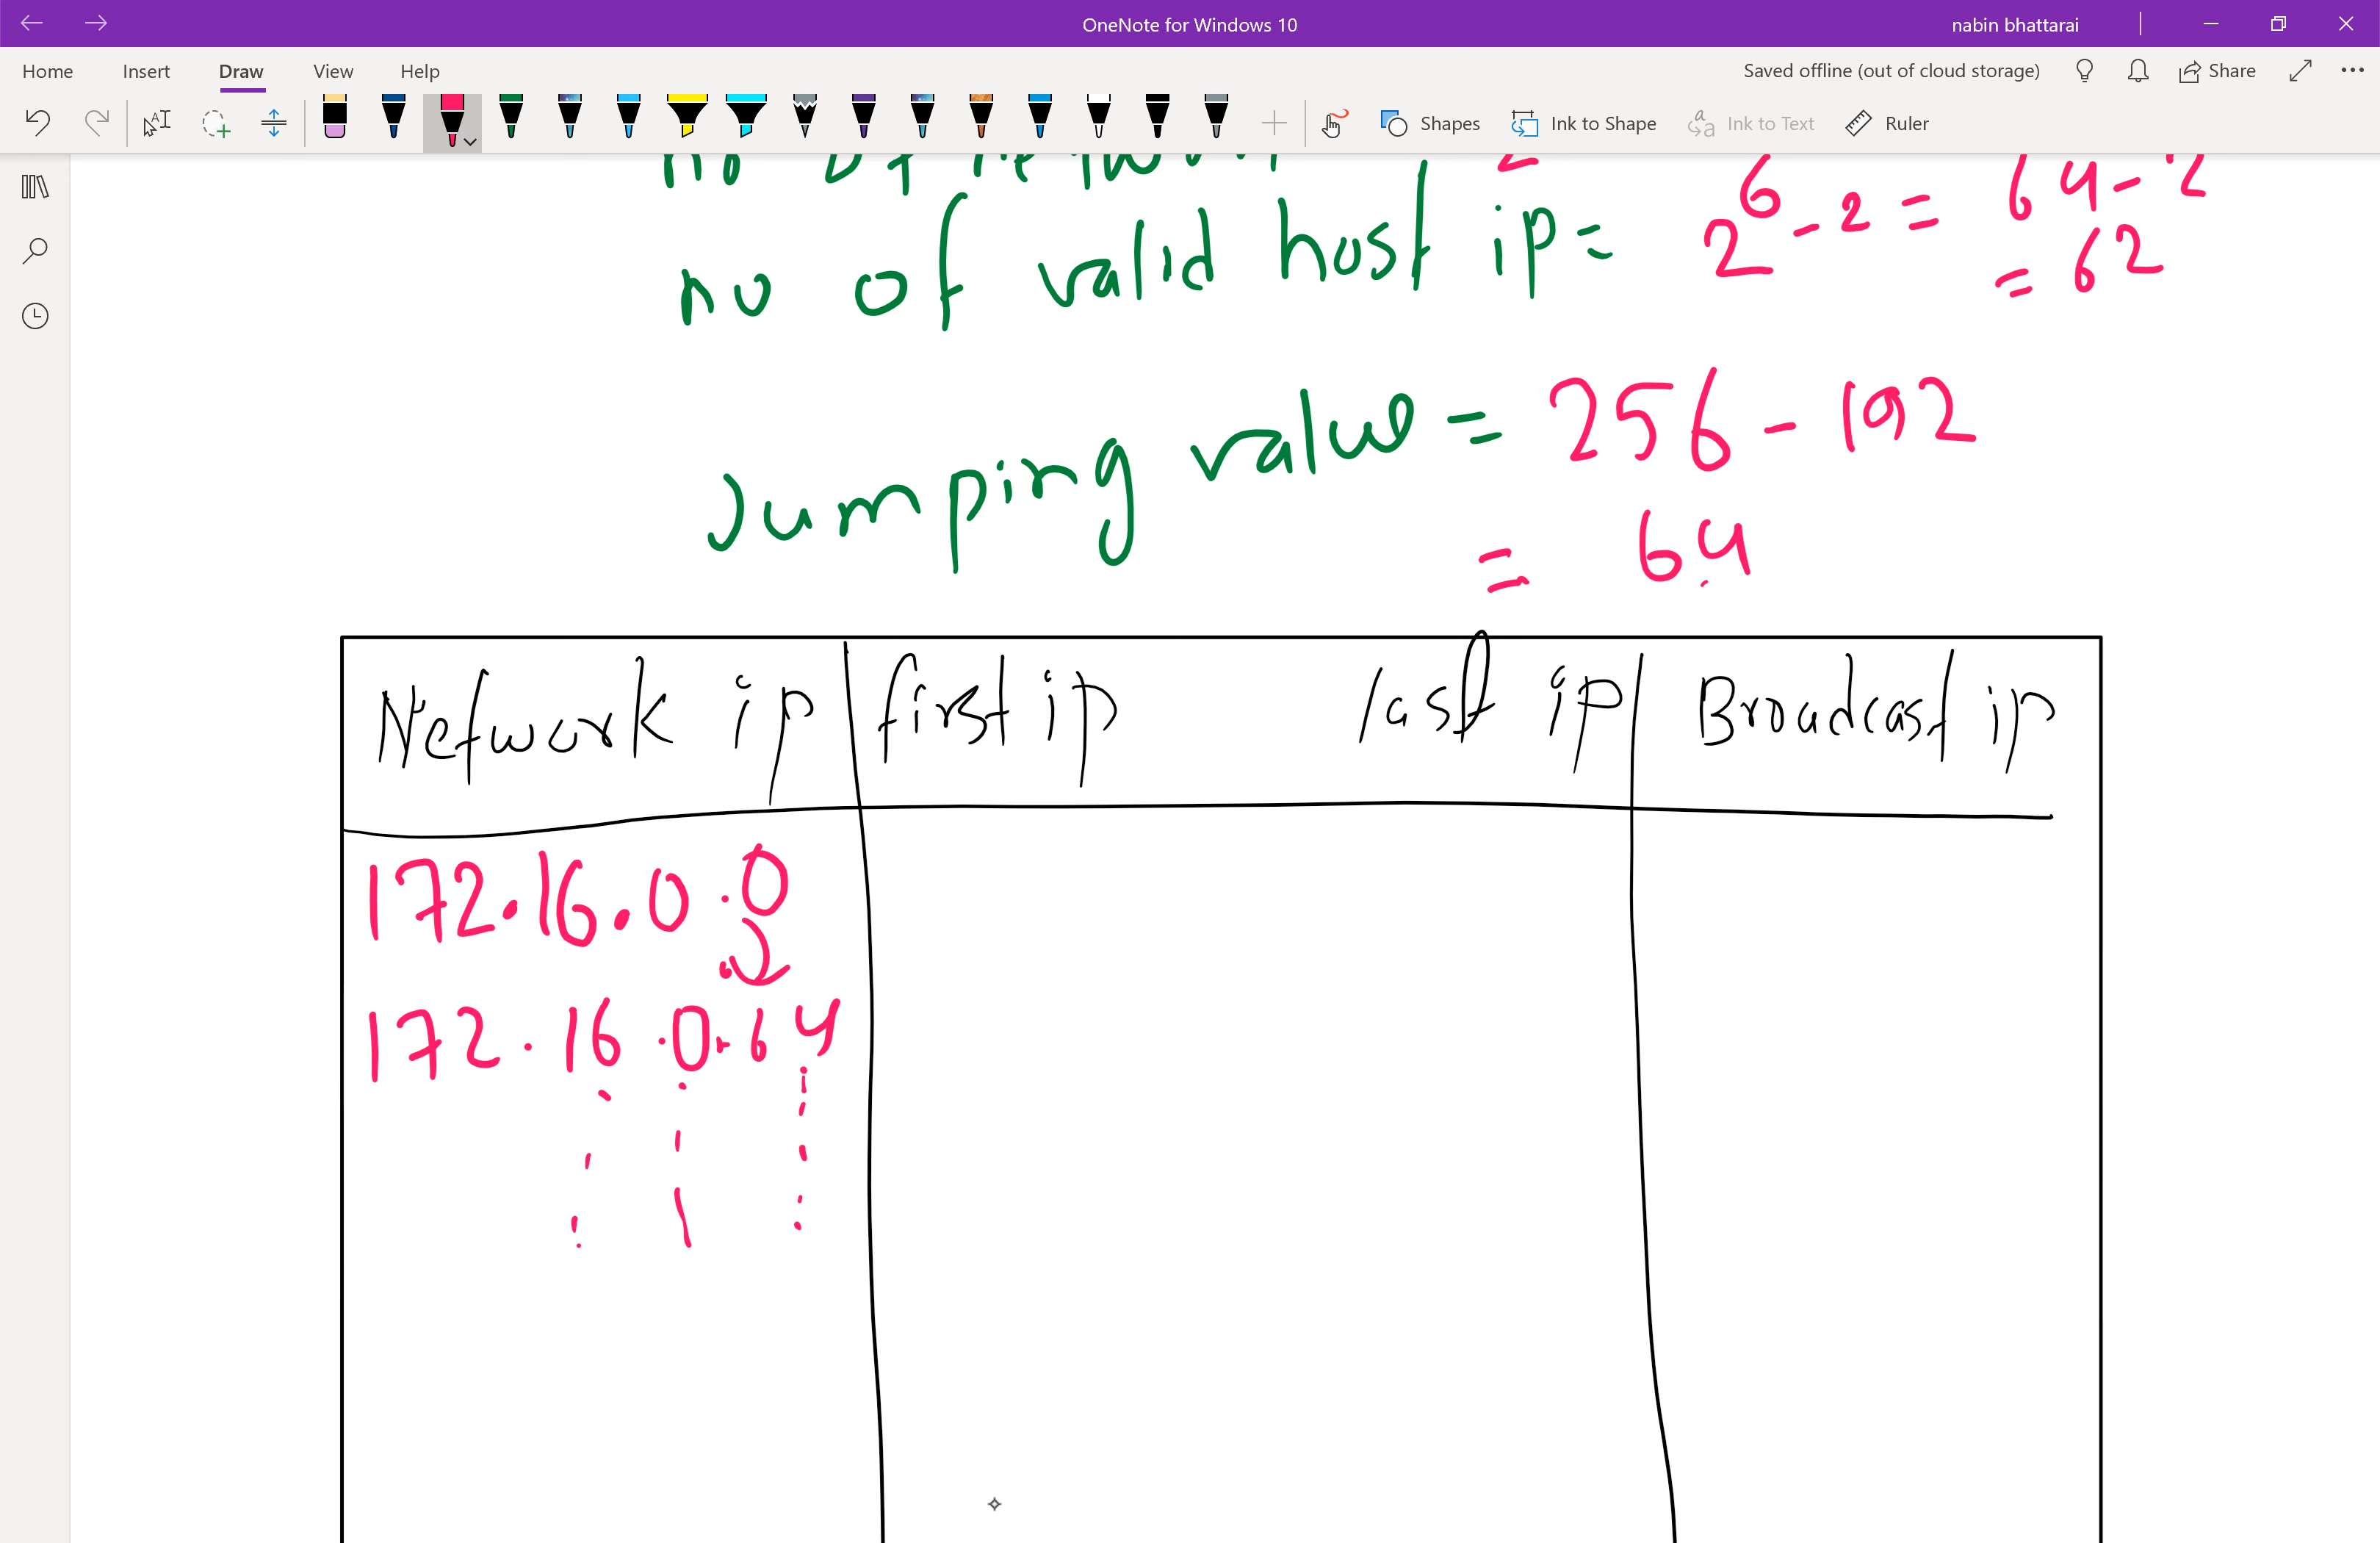 OneNote for Windows 10
nabin bhattarai
Home Insert Draw View Help
Saved offline (out of cloud storage)
Share
Shapes Ink to Shape Ink to Text Ruler
no of
2
no of valid host ip = 2^6 - 2 = 64 - 2
= 62
Jumping value = 256 - 192
= 64
Network ip first ip last ip Broadcast ip
172.16.0.0
172.16.0.64